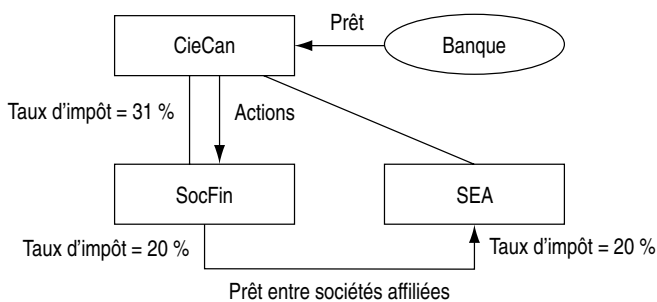 Prêt
CieCan
Banque
Taux d'impôt = 31 %
Actions
SocFin
SEA
Taux d'impôt = 20 %
Taux d'impôt = 20 %
Prêt entre sociétés affiliées